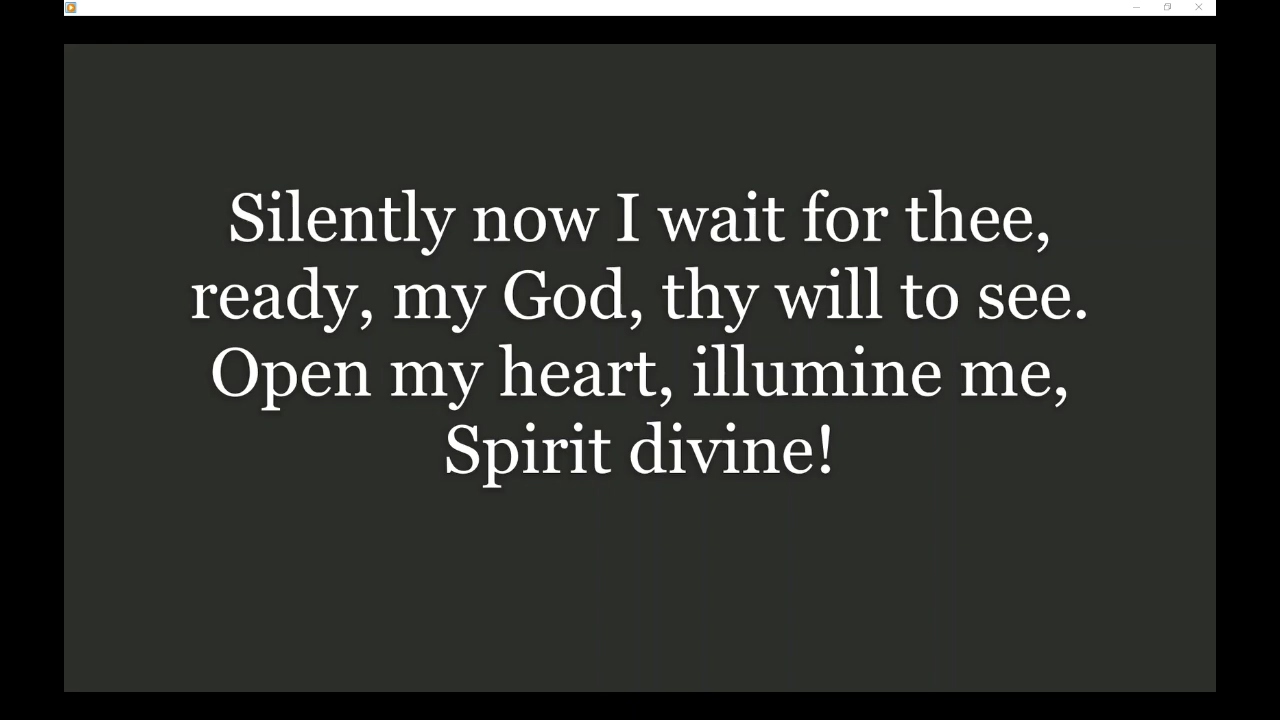 Silently now I wait for thee,
ready, my God, thy will to see.
Open my heart, illumine me,
Spirit divine!